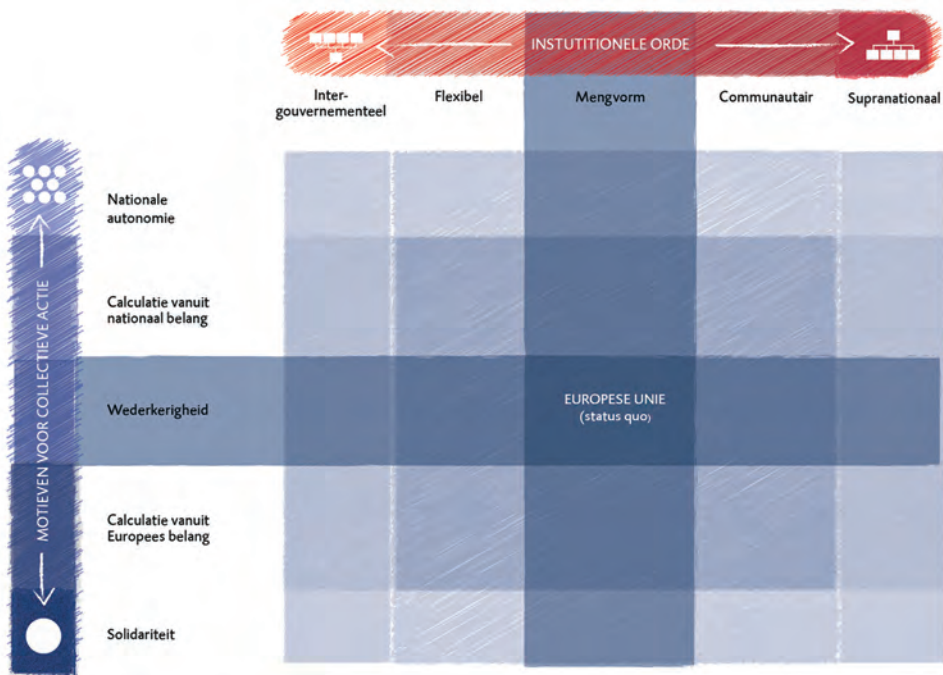 INSTUTITIONELE ORDE
Inter-
gouvernementeel
Flexibel
Mengvorm
Communautair
Supranationaal
MOTIEVEN VOOR COLLECTIEVE ACTIE
Nationale
autonomie
Calculatie vanuit
nationaal belang
Wederkerigheid
EUROPESE UNIE
(status quo)
Calculatie vanuit
Europees belang
Solidariteit